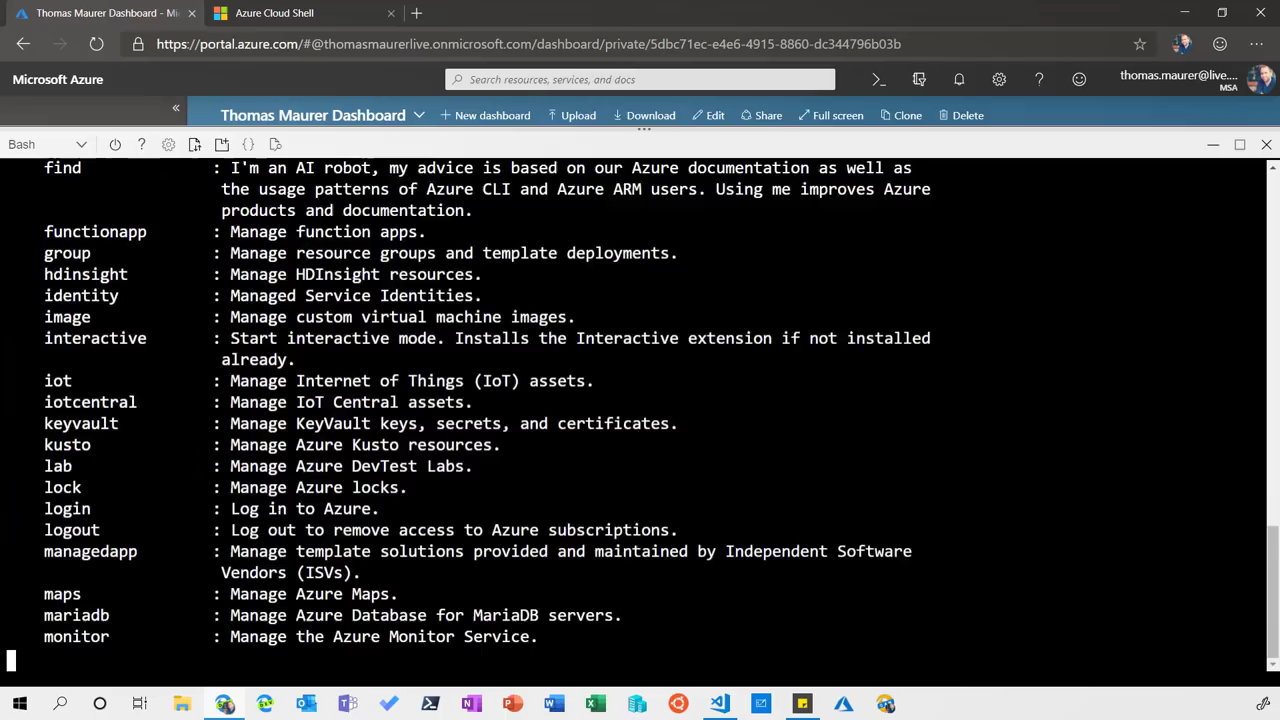 Thomas Maurer Dashboard - Mi
Azure Cloud Shell
https://portal.azure.com/#@thomasmaurerlive.onmicrosoft.com/dashboard/private/5dbc71ec-e4e6-4915-8860-dc344796b03b
Microsoft Azure
Search resources, services, and docs
thomas.maurer@live....
MSA
Thomas Maurer Dashboard
New dashboard
Upload
Download
Edit
Share
Full screen
Clone
Delete
Bash
find : I'm an AI robot, my advice is based on our Azure documentation as well as
the usage patterns of Azure CLI and Azure ARM users. Using me improves Azure
products and documentation.
functionapp : Manage function apps.
group : Manage resource groups and template deployments.
hdinsight : Manage HDInsight resources.
identity : Managed Service Identities.
image : Manage custom virtual machine images.
interactive : Start interactive mode. Installs the Interactive extension if not installed
already.
iot : Manage Internet of Things (IoT) assets.
iotcentral : Manage IoT Central assets.
keyvault : Manage KeyVault keys, secrets, and certificates.
kusto : Manage Azure Kusto resources.
lab : Manage Azure DevTest Labs.
lock : Manage Azure locks.
login : Log in to Azure.
logout : Log out to remove access to Azure subscriptions.
managedapp : Manage template solutions provided and maintained by Independent Software
Vendors (ISVs).
maps : Manage Azure Maps.
mariadb : Manage Azure Database for MariaDB servers.
monitor : Manage the Azure Monitor Service.